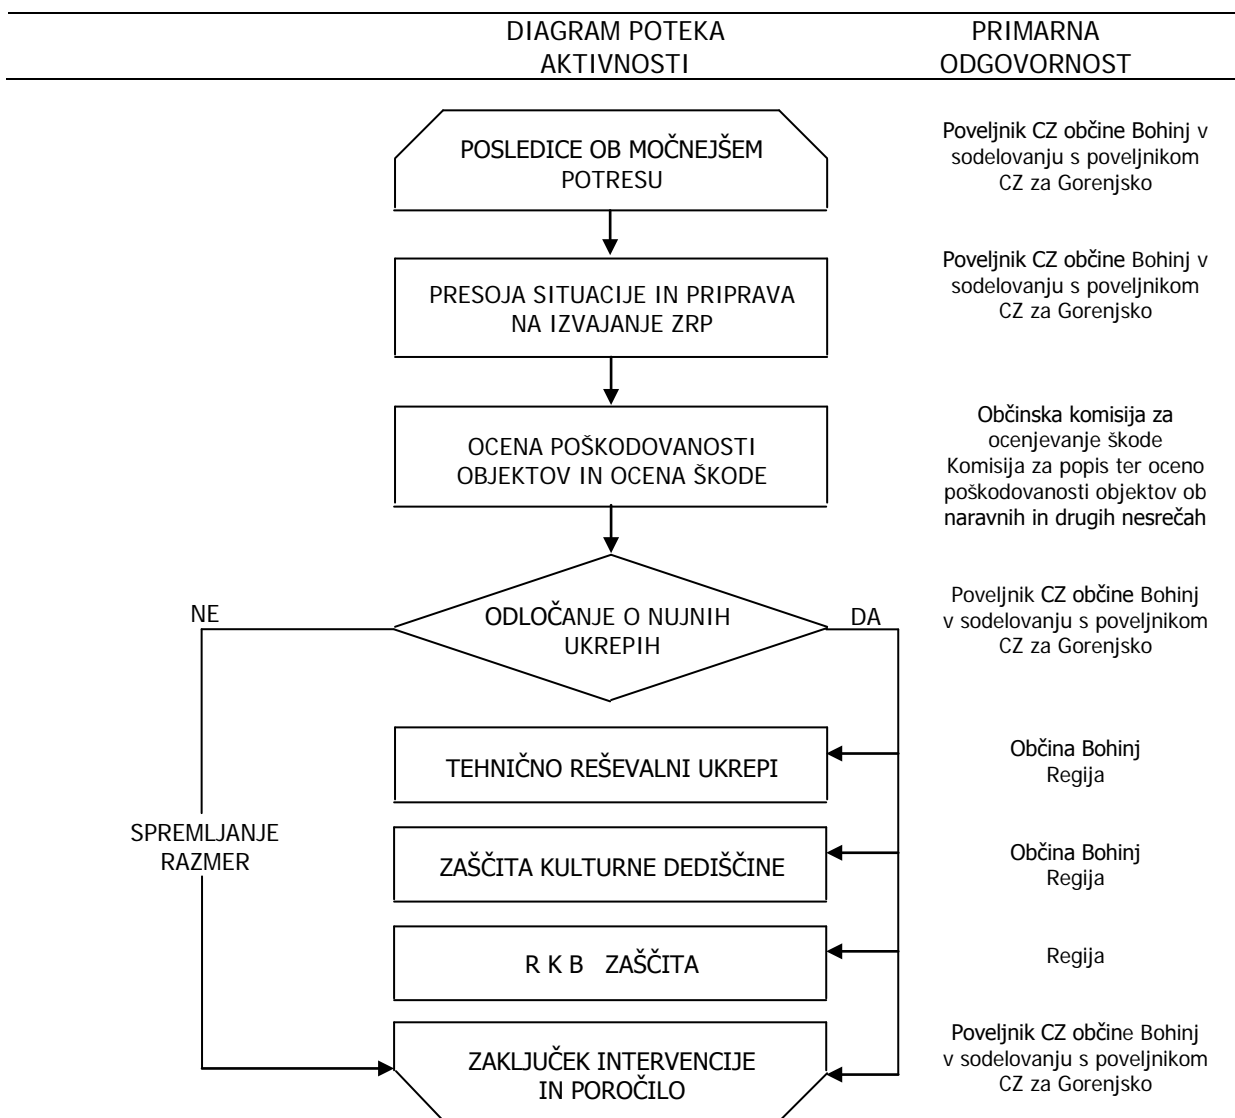 DIAGRAM POTEKA
AKTIVNOSTI
PRIMARNA
ODGOVORNOST
POSLEDICE OB MOČNEJŠEM
POTRESU
Poveljnik CZ občine Bohinj v
sodelovanju s poveljnikom
CZ za Gorenjsko
PRESOJA SITUACIJE IN PRIPRAVA
NA IZVAJANJE ZRP
Poveljnik CZ občine Bohinj v
sodelovanju s poveljnikom
CZ za Gorenjsko
OCENA POŠKODOVANOSTI
OBJEKTOV IN OCENA ŠKODE
Občinska komisija za
ocenjevanje škode
Komisija za popis ter oceno
poškodovanosti objektov ob
naravnih in drugih nesrečah
NE
ODLOČANJE O NUJNIH
UKREPIH
DA
Poveljnik CZ občine Bohinj
v sodelovanju s poveljnikom
CZ za Gorenjsko
TEHNIČNO REŠEVALNI UKREPI
Občina Bohinj
Regija
SPREMLJANJE
RAZMER
ZAŠČITA KULTURNE DEDIŠČINE
Občina Bohinj
Regija
R K B ZAŠČITA
Regija
ZAKLJUČEK INTERVENCIJE
IN POROČILO
Poveljnik CZ občine Bohinj
v sodelovanju s poveljnikom
CZ za Gorenjsko